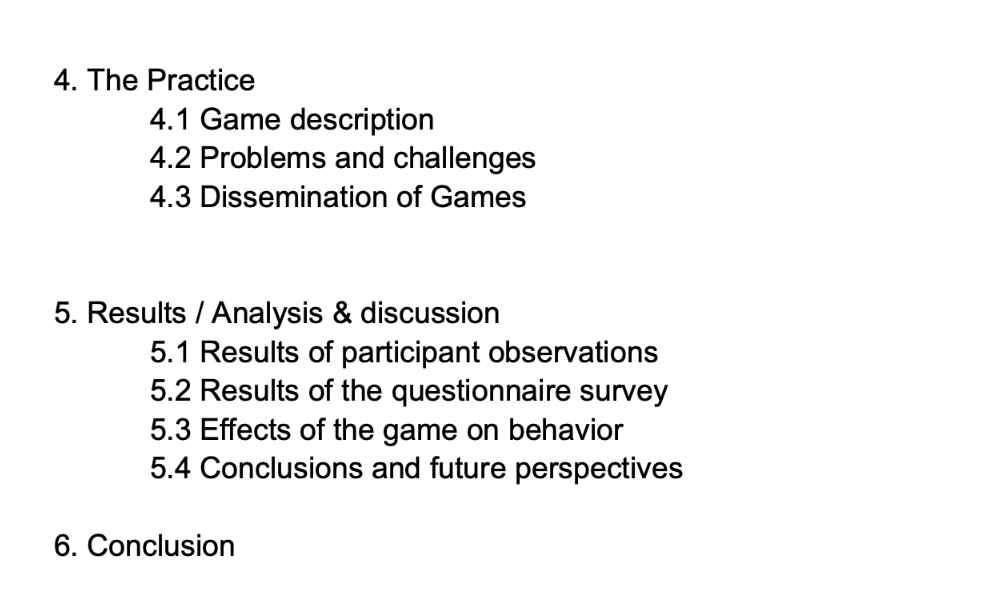 4. The Practice
4.1 Game description
4.2 Problems and challenges
4.3 Dissemination of Games
5. Results / Analysis & discussion
5.1 Results of participant observations
5.2 Results of the questionnaire survey
5.3 Effects of the game on behavior
5.4 Conclusions and future perspectives
6. Conclusion